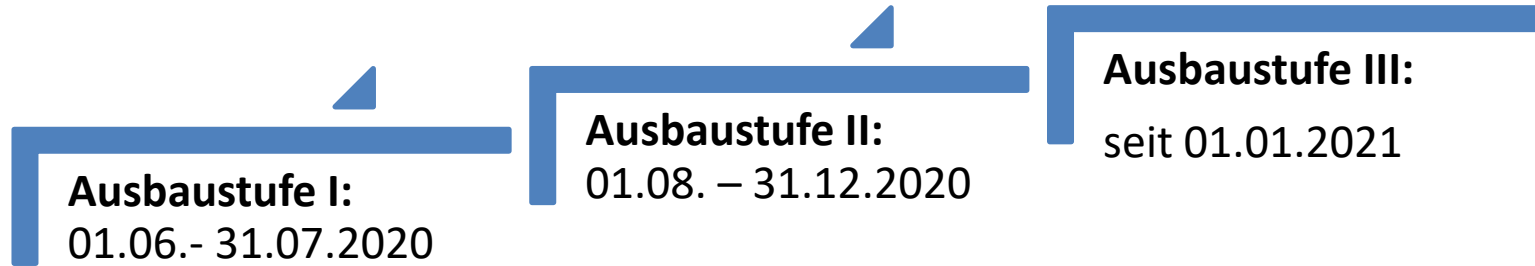 Ausbaustufe I:
01.06.- 31.07.2020
Ausbaustufe II:
01.08. – 31.12.2020
Ausbaustufe III:
seit 01.01.2021